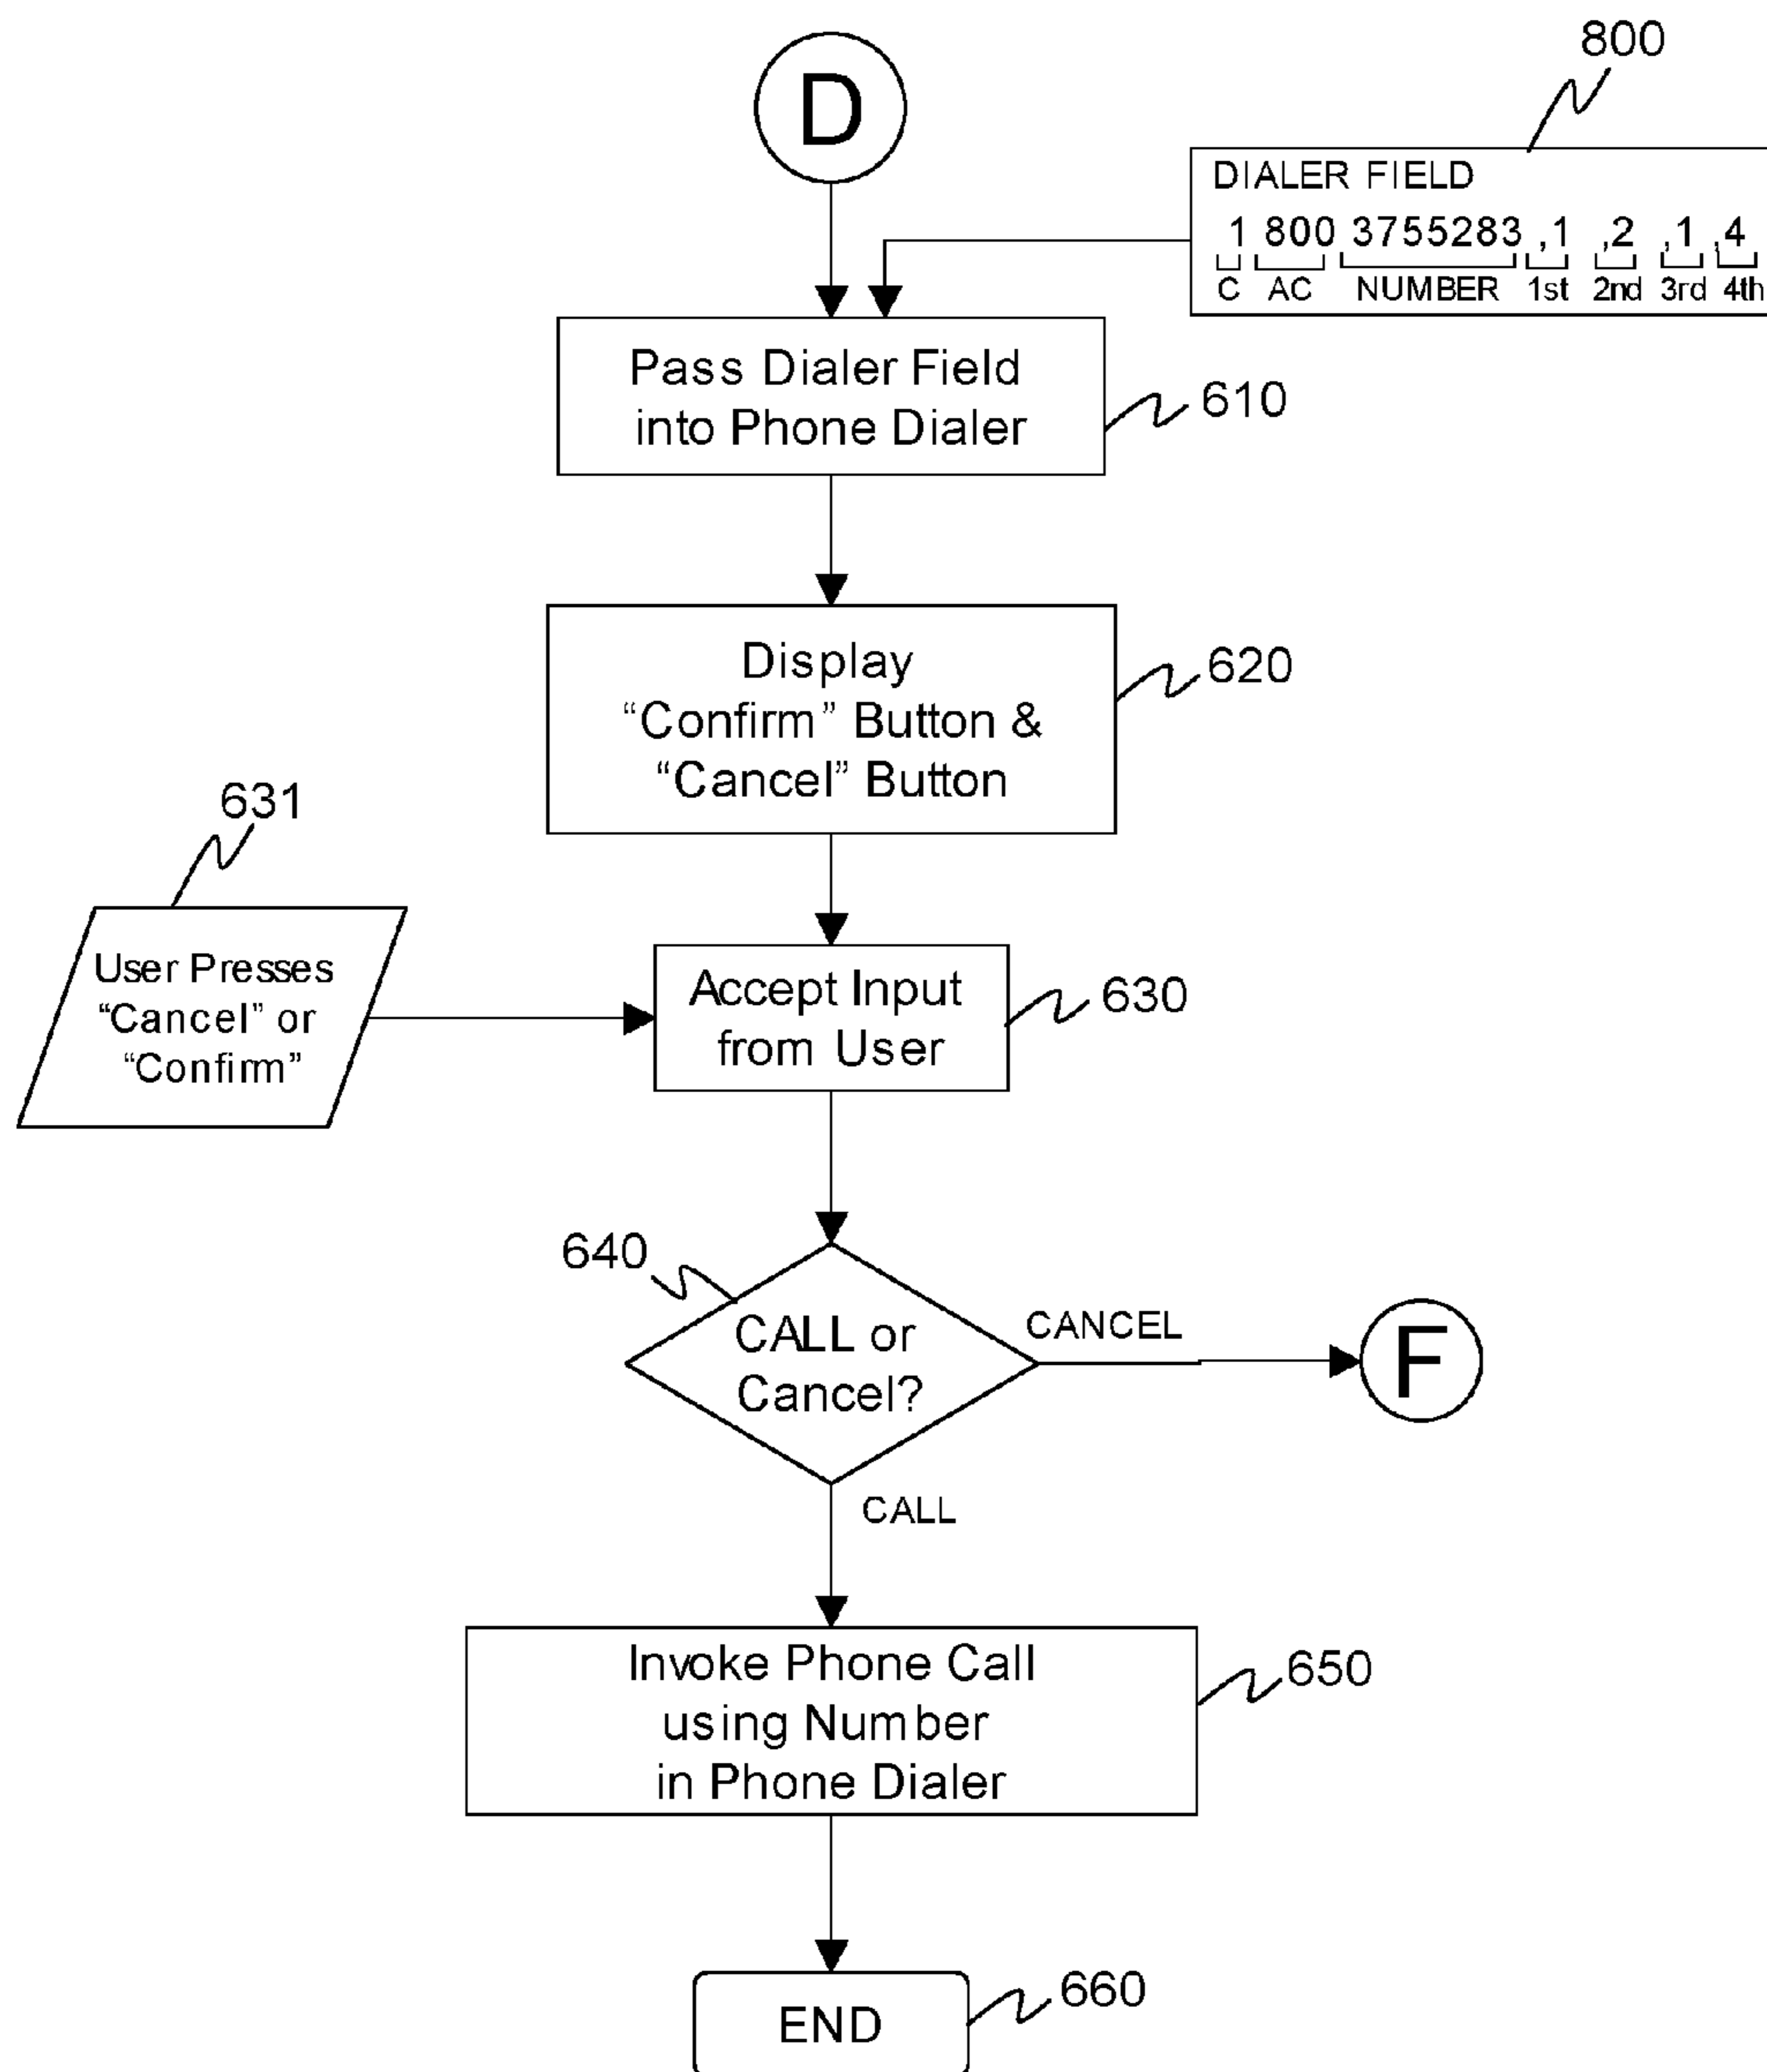 D
800
DIALER FIELD
1 800 3755283 ,1 ,2 ,1 ,4
C AC NUMBER 1st 2nd 3rd 4th
Pass Dialer Field
into Phone Dialer
610
Display
“Confirm” Button &
“Cancel” Button
620
631
User Presses
“Cancel” or
“Confirm”
Accept Input
from User
630
640
CALL or
Cancel?
CANCEL
F
CALL
Invoke Phone Call
using Number
in Phone Dialer
650
END
660